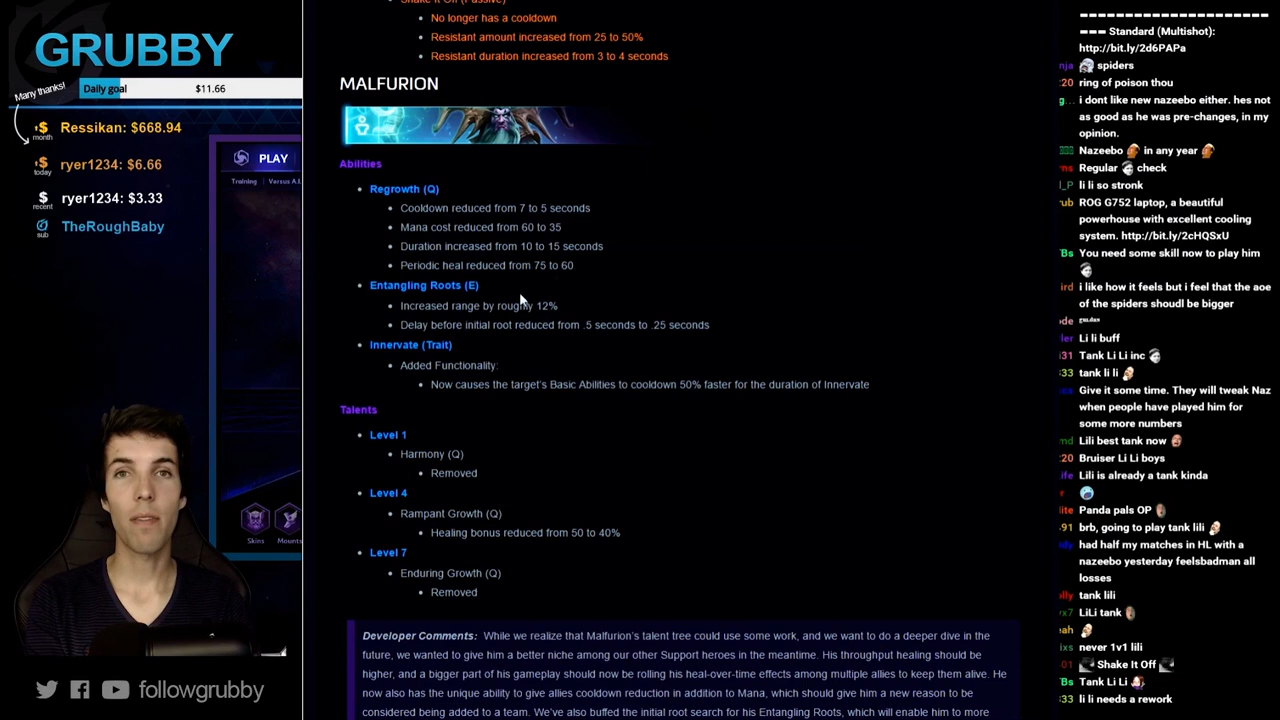 GRUBBY
Many thanks!
Daily goal
$11.66
month
Ressikan: $668.94
today
ryer1234: $6.66
recent
ryer1234: $3.33
sub
TheRoughBaby
PLAY
Training
Versus A.I.
Skins
Mounts
followgrubby
No longer has a cooldown
Resistant amount increased from 25 to 50%
Resistant duration increased from 3 to 4 seconds
MALFURION
Abilities
Regrowth (Q)
Cooldown reduced from 7 to 5 seconds
Mana cost reduced from 60 to 35
Duration increased from 10 to 15 seconds
Periodic heal reduced from 75 to 60
Entangling Roots (E)
Increased range by roughly 12%
Delay before initial root reduced from .5 seconds to .25 seconds
Innervate (Trait)
Added Functionality:
Now causes the target's Basic Abilities to cooldown 50% faster for the duration of Innervate
Talents
Level 1
Harmony (Q)
Removed
Level 4
Rampant Growth (Q)
Healing bonus reduced from 50 to 40%
Level 7
Enduring Growth (Q)
Removed
Developer Comments: While we realize that Malfurion's talent tree could use some work, and we want to do a deeper dive in the
future, we wanted to give him a better niche among our other Support heroes in the meantime. His throughput healing should be
higher, and a bigger part of his gameplay should now be rolling his heal-over-time effects among multiple allies to keep them alive. He
now also has the unique ability to give allies cooldown reduction in addition to Mana, which should give him a new reason to be
considered being added to a team. We've also buffed the initial root search for his Entangling Roots, which will enable him to more
Standard (Multishot):
http://bit.ly/2d6PAPa
spiders
ring of poison thou
i dont like new nazeebo either. hes not
as good as he was pre-changes, in my
opinion.
Nazeebo in any year
Regular check
li li so stronk
ROG G752 laptop, a beautiful
powerhouse with excellent cooling
system. http://bit.ly/2cHQSxU
You need some skill now to play him
i like how it feels but i feel that the aoe
of the spiders shoudl be bigger
Li li buff
Tank Li Li inc
tank li li
Give it some time. They will tweak Naz
when people have played him for
some more numbers
Lili best tank now
Bruiser Li Li boys
Lili is already a tank kinda
Panda pals OP
brb, going to play tank lili
had half my matches in HL with a
nazeebo yesterday feelsbadman all
losses
tank lili
LiLi tank
never 1v1 lili
Shake It Off
Tank Li Li
li li needs a rework